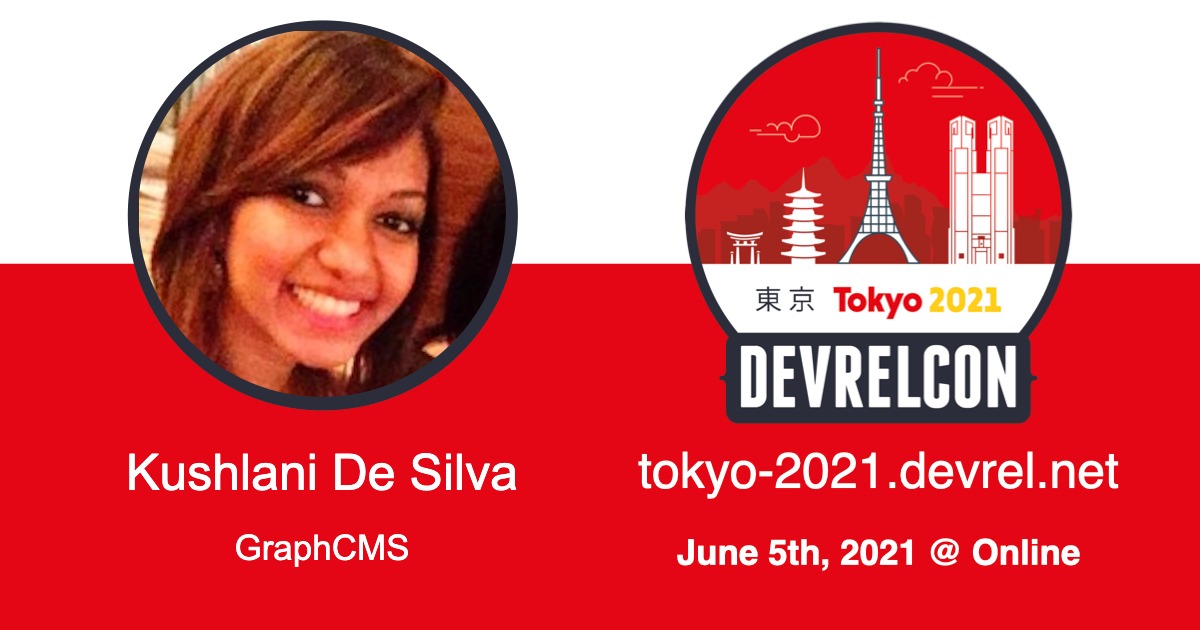 東京 Tokyo 2021
DEVRELCON
Kushlani De Silva
GraphCMS
tokyo-2021.devrel.net
June 5th, 2021 @ Online